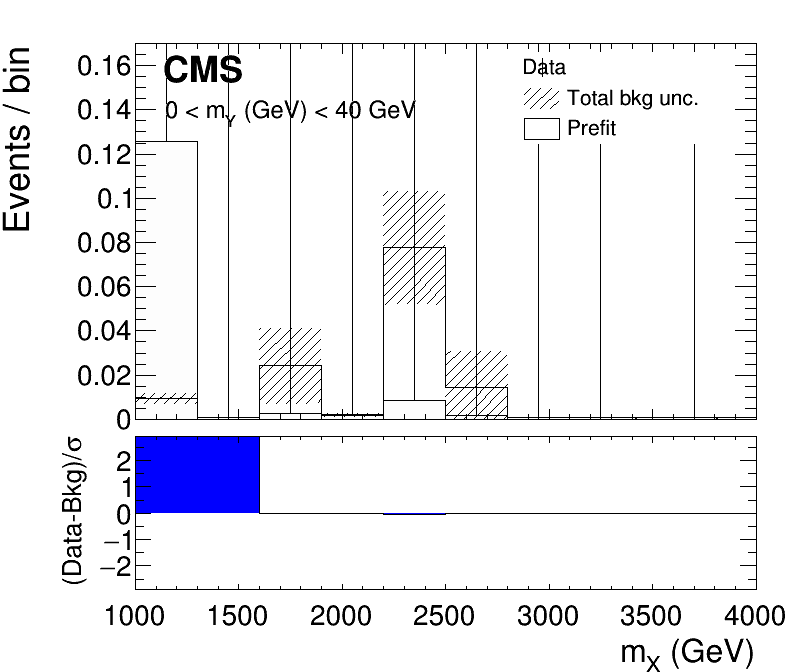 CMS
0 < m_Y (GeV) < 40 GeV
Data
Total bkg unc.
Prefit
Events / bin
0.16
0.14
0.12
0.1
0.08
0.06
0.04
0.02
0
(Data-Bkg)/σ
2
1
0
−1
−2
1000 1500 2000 2500 3000 3500 4000
m_X (GeV)